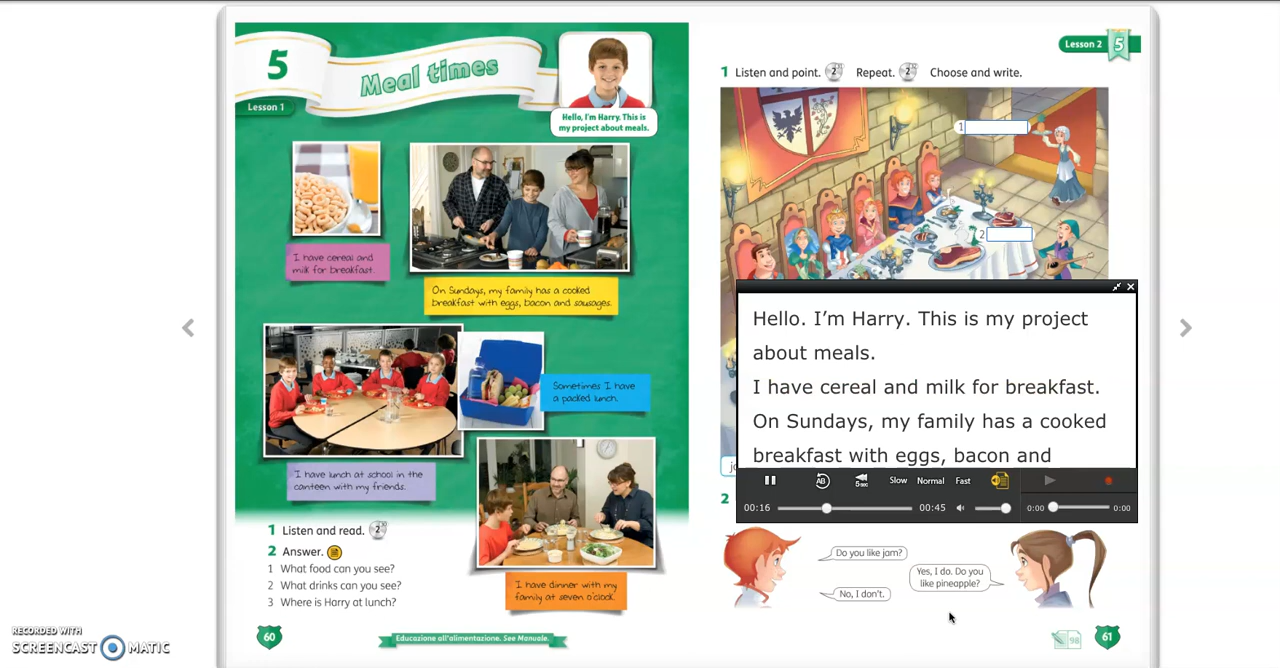 5
Meal times
Lesson 1
Hello, I'm Harry. This is
my project about meals.
I have cereal and
milk for breakfast.
On Sundays, my family has a cooked
breakfast with eggs, bacon and sausages.
Sometimes I have
a packed lunch.
I have lunch at school in the
canteen with my friends.
I have dinner with my
family at seven o'clock.
1 Listen and read. 2
2 Answer.
1 What food can you see?
2 What drinks can you see?
3 Where is Harry at lunch?
60
Educazione all'alimentazione. See Manuale.
RECORDED WITH
SCREENCAST MATIC
Lesson 2 5
1 Listen and point. 2 Repeat. 2 Choose and write.
1
2
Hello. I'm Harry. This is my project
about meals.
I have cereal and milk for breakfast.
On Sundays, my family has a cooked
breakfast with eggs, bacon and
AB 5sec Slow Normal Fast
00:16 00:45 0:00 0:00
2
Do you like jam?
Yes, I do. Do you
like pineapple?
No, I don't.
98 61